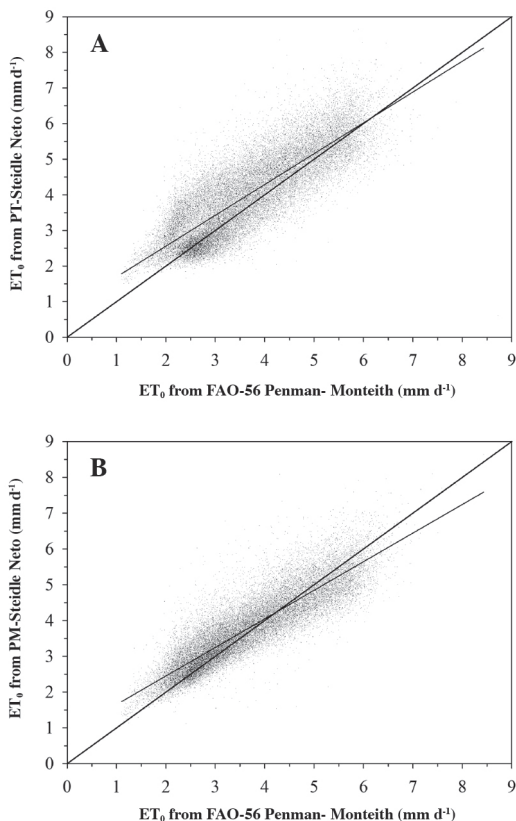 A
ET₀ from PT-Steidle Neto (mm d⁻¹)
9
8
7
6
5
4
3
2
1
0
0 1 2 3 4 5 6 7 8 9
ET₀ from FAO-56 Penman- Monteith (mm d⁻¹)
B
ET₀ from PM-Steidle Neto (mm d⁻¹)
9
8
7
6
5
4
3
2
1
0
0 1 2 3 4 5 6 7 8 9
ET₀ from FAO-56 Penman- Monteith (mm d⁻¹)